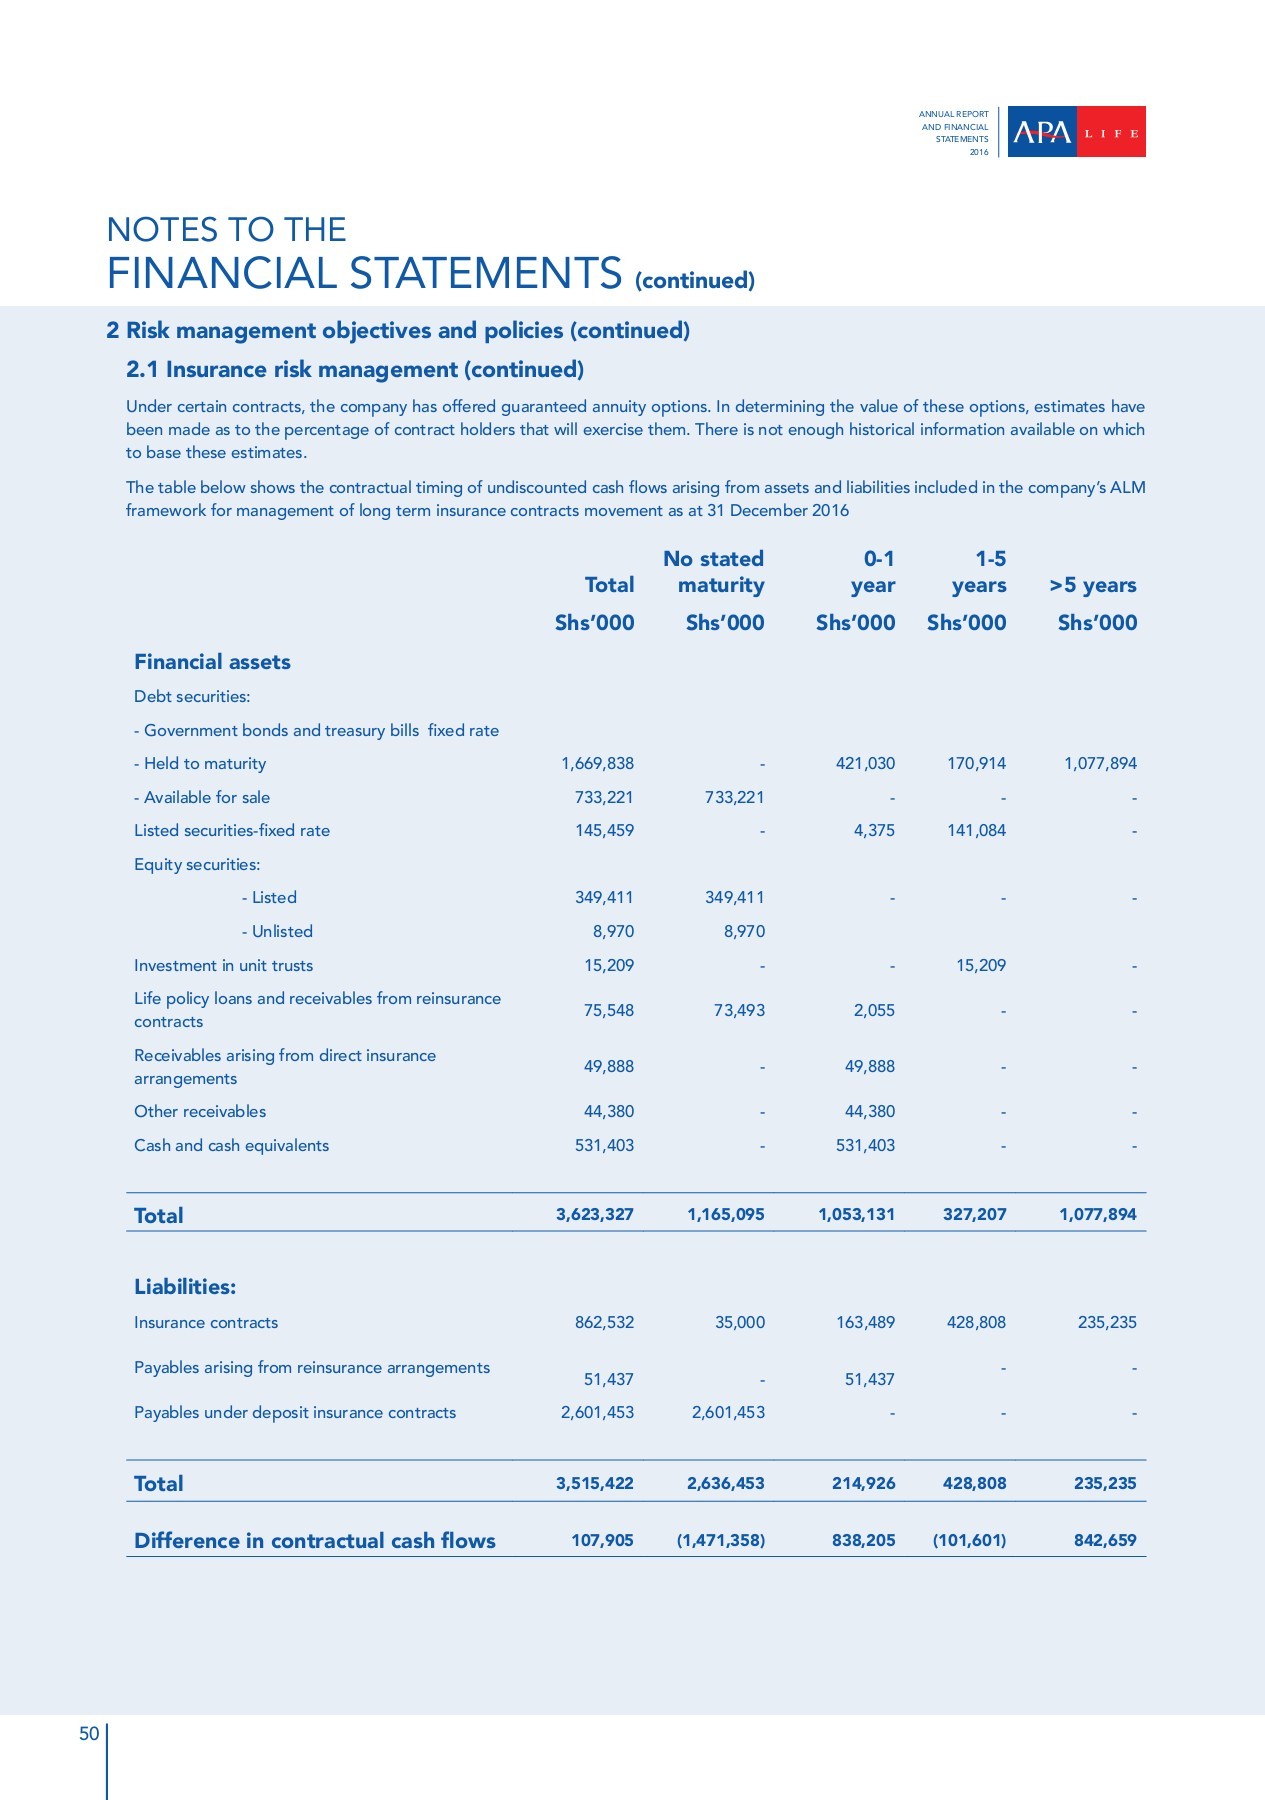 ANNUAL REPORT
AND FINANCIAL
STATEMENTS
2016
APA LIFE
NOTES TO THE
FINANCIAL STATEMENTS (continued)
2 Risk management objectives and policies (continued)
2.1 Insurance risk management (continued)
Under certain contracts, the company has offered guaranteed annuity options. In determining the value of these options, estimates have
been made as to the percentage of contract holders that will exercise them. There is not enough historical information available on which
to base these estimates.
The table below shows the contractual timing of undiscounted cash flows arising from assets and liabilities included in the company’s ALM
framework for management of long term insurance contracts movement as at 31 December 2016
No stated 0-1 1-5
Total maturity year years >5 years
Shs’000 Shs’000 Shs’000 Shs’000 Shs’000
Financial assets
Debt securities:
- Government bonds and treasury bills fixed rate
- Held to maturity 1,669,838 - 421,030 170,914 1,077,894
- Available for sale 733,221 733,221 - - -
Listed securities-fixed rate 145,459 - 4,375 141,084 -
Equity securities:
- Listed 349,411 349,411 - - -
- Unlisted 8,970 8,970
Investment in unit trusts 15,209 - - 15,209 -
Life policy loans and receivables from reinsurance
contracts 75,548 73,493 2,055 - -
Receivables arising from direct insurance
arrangements 49,888 - 49,888 - -
Other receivables 44,380 - 44,380 - -
Cash and cash equivalents 531,403 - 531,403 - -
Total 3,623,327 1,165,095 1,053,131 327,207 1,077,894
Liabilities:
Insurance contracts 862,532 35,000 163,489 428,808 235,235
Payables arising from reinsurance arrangements 51,437 - 51,437 - -
Payables under deposit insurance contracts 2,601,453 2,601,453 - - -
Total 3,515,422 2,636,453 214,926 428,808 235,235
Difference in contractual cash flows 107,905 (1,471,358) 838,205 (101,601) 842,659
50